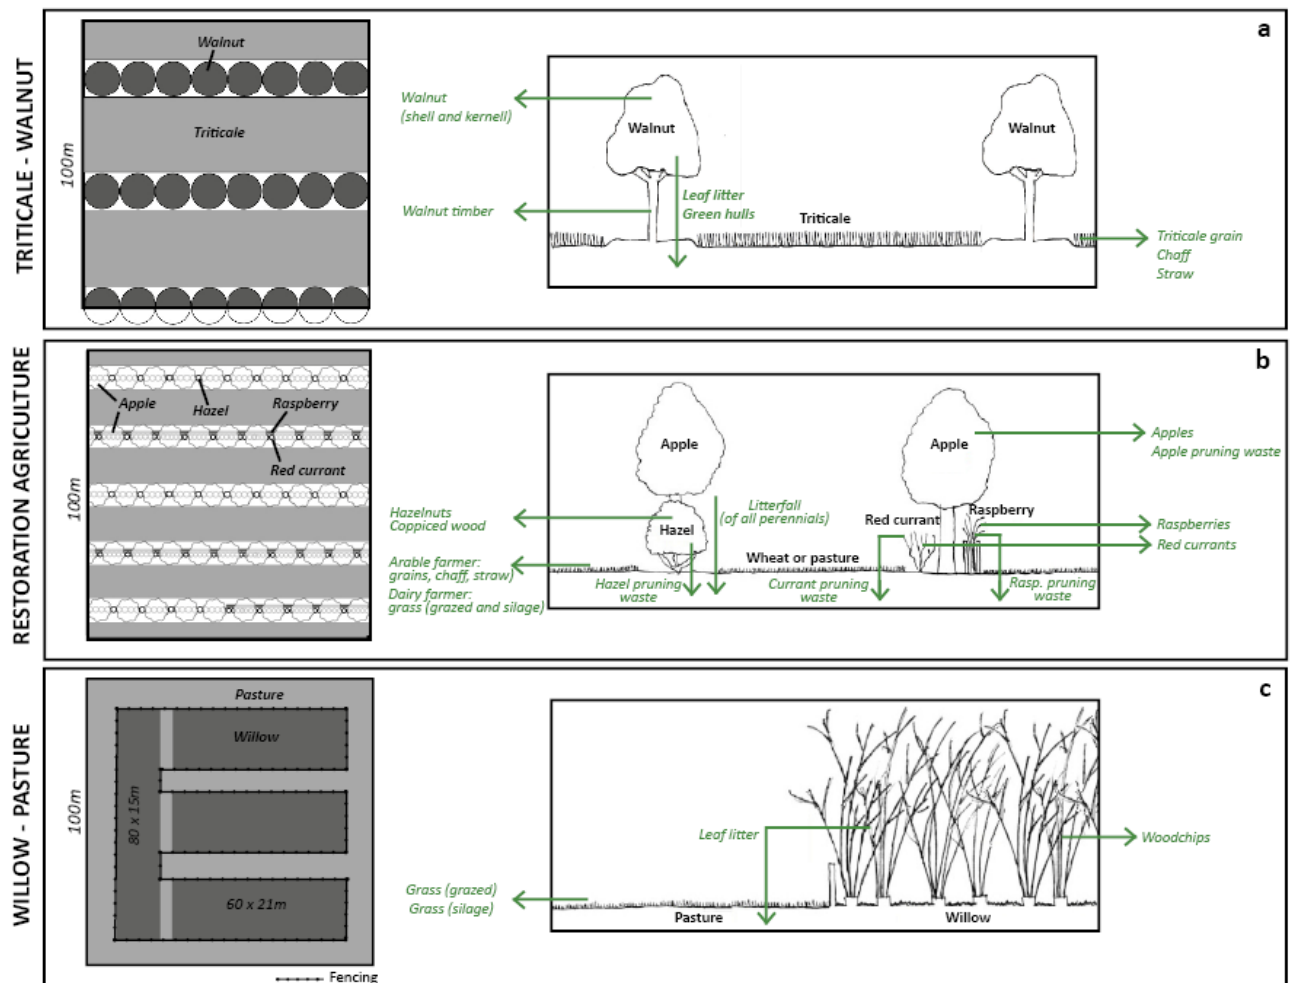 TRITICALE - WALNUT
100m
Walnut
Triticale
a
Walnut
(shell and kernell)
Walnut timber
Walnut
Leaf litter
Green hulls
Triticale
Walnut
Triticale grain
Chaff
Straw
RESTORATION AGRICULTURE
100m
Apple
Hazel
Raspberry
Red currant
b
Hazelnuts
Coppiced wood
Arable farmer:
grains, chaff, straw)
Dairy farmer:
grass (grazed and silage)
Apple
Hazel
Litterfall
(of all perennials)
Hazel pruning
waste
Wheat or pasture
Apple
Red currant
Raspberry
Currant pruning
waste
Rasp. pruning
waste
Apples
Apple pruning waste
Raspberries
Red currants
WILLOW - PASTURE
100m
Pasture
Willow
80 x 15m
60 x 21m
Fencing
c
Leaf litter
Grass (grazed)
Grass (silage)
Pasture
Willow
Woodchips